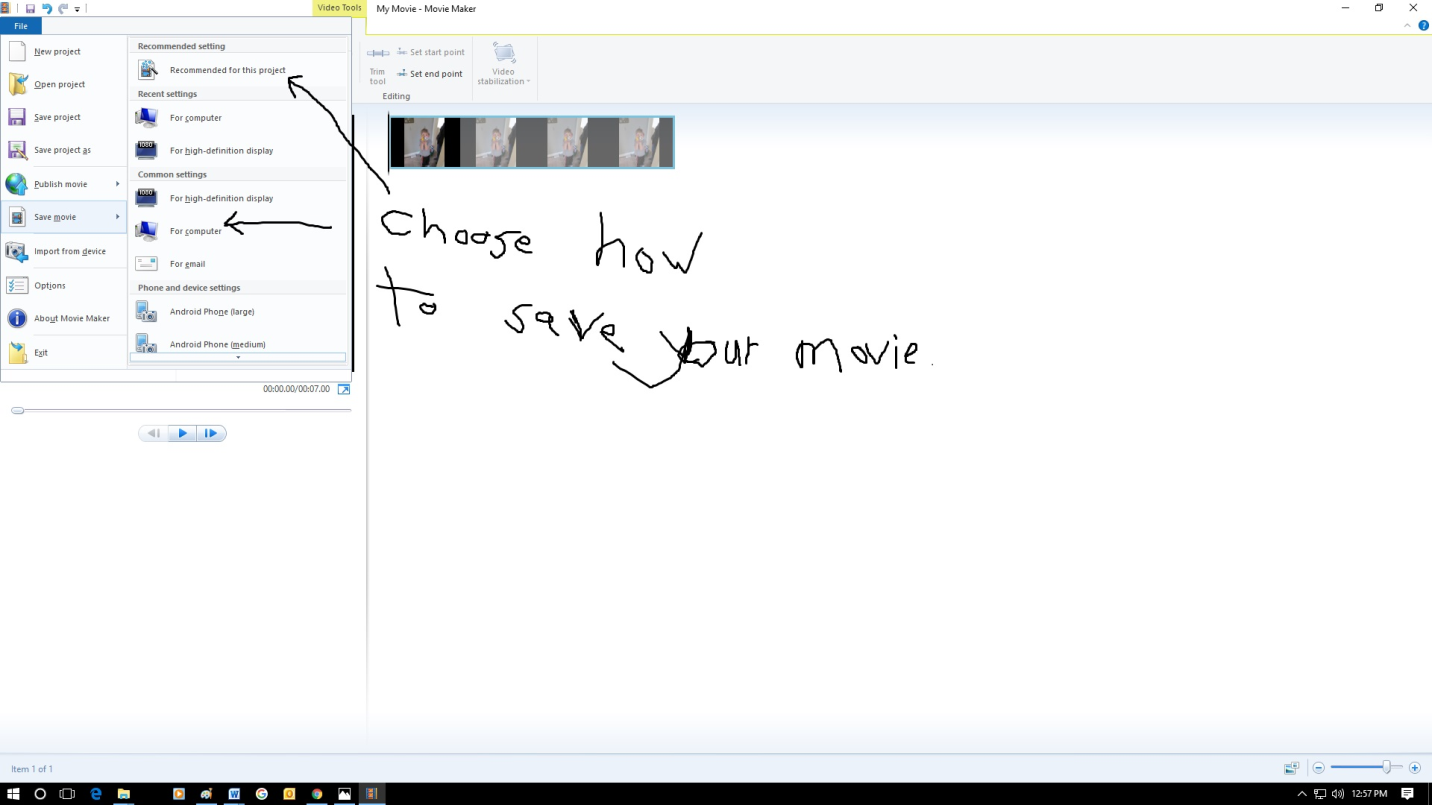 Video Tools
My Movie - Movie Maker
File
New project
Open project
Save project
Save project as
Publish movie
Save movie
Import from device
Options
About Movie Maker
Exit
Recommended setting
Recommended for this project
Recent settings
For computer
1080
For high-definition display
Common settings
1080
For high-definition display
For computer
For email
Phone and device settings
Android Phone (large)
Android Phone (medium)
Trim tool
Set start point
Set end point
Video stabilization
Editing
Choose how
to save your movie.
00:00.00/00:07.00
Item 1 of 1
12:57 PM